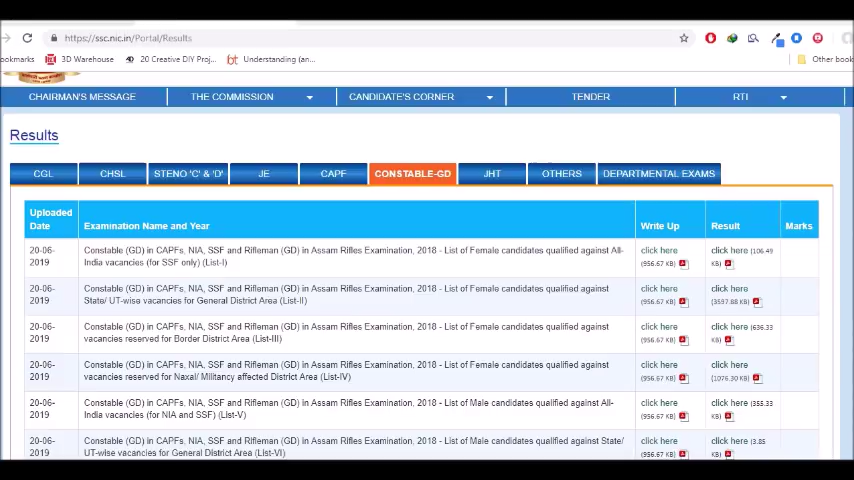 https://ssc.nic.in/Portal/Results
ookmarks 3D Warehouse 20 Creative DIY Proj... Understanding (an... Other book
CHAIRMAN'S MESSAGE THE COMMISSION CANDIDATE'S CORNER TENDER RTI
Results
CGL CHSL STENO 'C' & 'D' JE CAPF CONSTABLE-GD JHT OTHERS DEPARTMENTAL EXAMS
Uploaded Date Examination Name and Year Write Up Result Marks
20-06-2019 Constable (GD) in CAPFs, NIA, SSF and Rifleman (GD) in Assam Rifles Examination, 2018 - List of Female candidates qualified against All-
India vacancies (for SSF only) (List-I) click here (956.67 KB) click here (106.49 KB)
20-06-2019 Constable (GD) in CAPFs, NIA, SSF and Rifleman (GD) in Assam Rifles Examination, 2018 - List of Female candidates qualified against
State/ UT-wise vacancies for General District Area (List-II) click here (956.67 KB) click here (3597.88 KB)
20-06-2019 Constable (GD) in CAPFs, NIA, SSF and Rifleman (GD) in Assam Rifles Examination, 2018 - List of Female candidates qualified against
vacancies reserved for Border District Area (List-III) click here (956.67 KB) click here (636.33 KB)
20-06-2019 Constable (GD) in CAPFs, NIA, SSF and Rifleman (GD) in Assam Rifles Examination, 2018 - List of Female candidates qualified against
vacancies reserved for Naxal/ Militancy affected District Area (List-IV) click here (956.67 KB) click here (1076.30 KB)
20-06-2019 Constable (GD) in CAPFs, NIA, SSF and Rifleman (GD) in Assam Rifles Examination, 2018 - List of Male candidates qualified against All-
India vacancies (for NIA and SSF) (List-V) click here (956.67 KB) click here (355.33 KB)
20-06-2019 Constable (GD) in CAPFs, NIA, SSF and Rifleman (GD) in Assam Rifles Examination, 2018 - List of Male candidates qualified against State/
UT-wise vacancies for General District Area (List-VI) click here (956.67 KB) click here (3.85 KB)